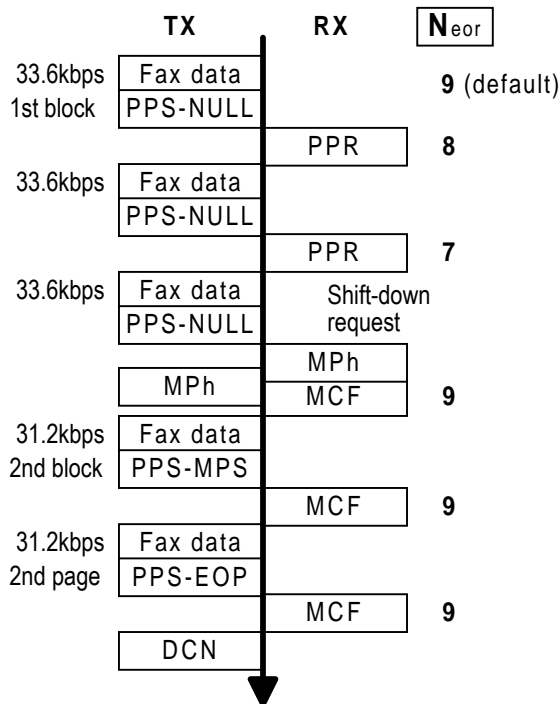 TX RX Neor
33.6kbps Fax data 9 (default)
1st block PPS-NULL
PPR 8
33.6kbps Fax data
PPS-NULL
PPR 7
33.6kbps Fax data Shift-down
PPS-NULL request
MPh
MPh MCF 9
31.2kbps Fax data
2nd block PPS-MPS
MCF 9
31.2kbps Fax data
2nd page PPS-EOP
MCF 9
DCN